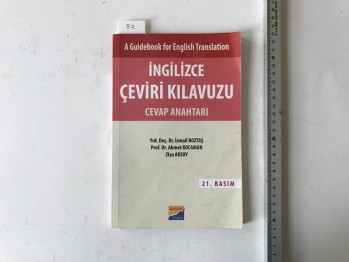 52
A Guidebook for English Translation
İNGİLİZCE
ÇEVİRİ KILAVUZU
CEVAP ANAHTARI
Yrd. Doç. Dr. İsmail BOZTAŞ
Prof. Dr. Ahmet KOCAMAN
Ziya AKSOY
21. BASIM